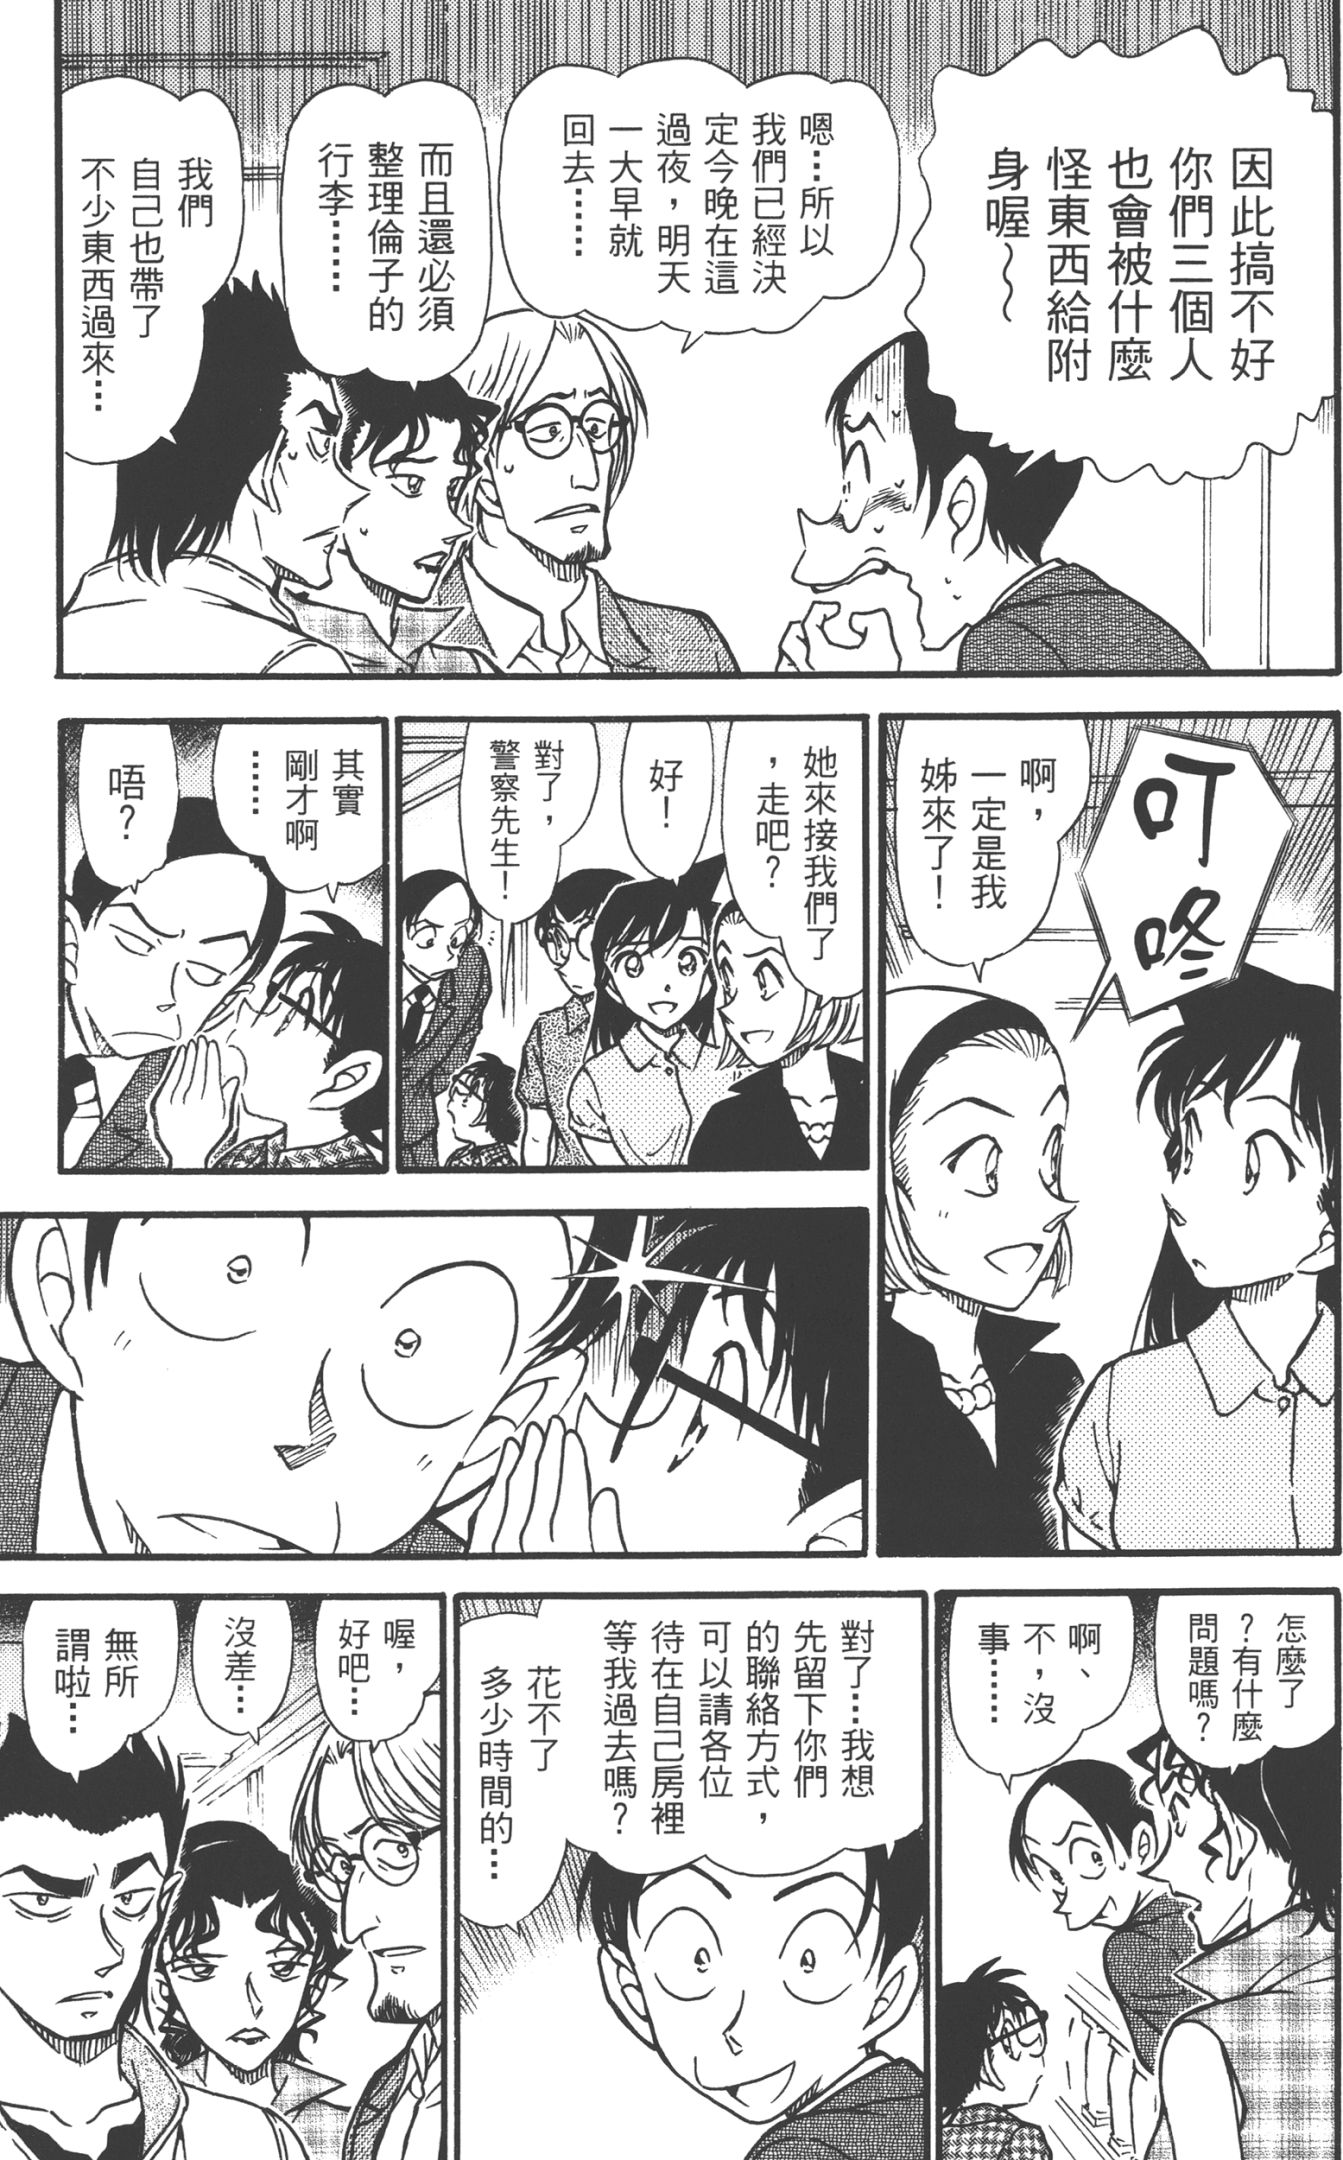 因此搞不好
你們三個人
也會被什麼
怪東西給附
身喔～～
嗯…所以
我們已經決
定今晚在這
過夜，明天
一大早就
回去……
而且還必須
整理倫子的
行李……
我們
自己也帶了
不少東西過來…
叮咚
啊，
一定是我
姊來了！
她來接我們了
，走吧？
好！
對了，
警察先生！
其實
剛才啊
……
唔？
怎麼了
？有什麼
問題嗎？
啊、
不，沒
事……
對了…我想
先留下你們
的聯絡方式，
可以請各位
待在自己房裡
等我過去嗎？
花不了
多少時間的…
喔，
好吧…
沒差…
無所
謂啦…